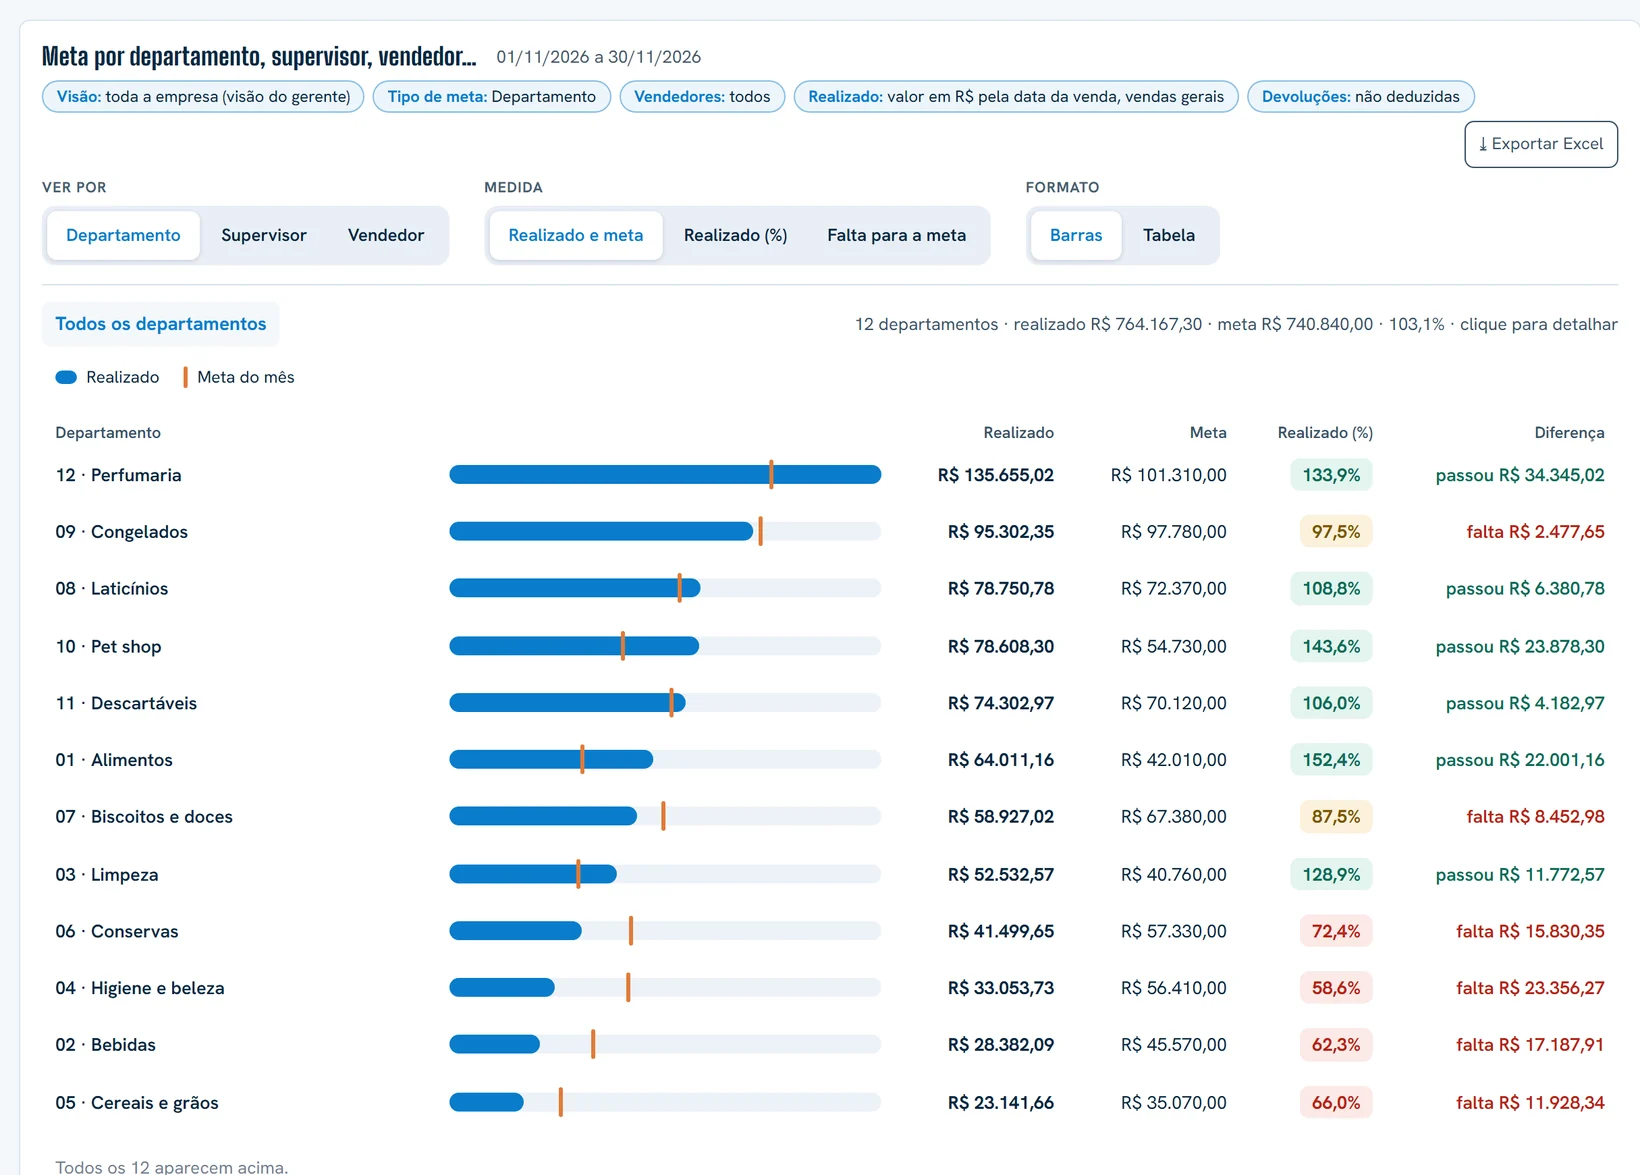 Meta por departamento, supervisor, vendedor... 01/11/2026 a 30/11/2026
Visão: toda a empresa (visão do gerente) Tipo de meta: Departamento Vendedores: todos Realizado: valor em R$ pela data da venda, vendas gerais Devoluções: não deduzidas
Exportar Excel
VER POR MEDIDA FORMATO
Departamento Supervisor Vendedor Realizado e meta Realizado (%) Falta para a meta Barras Tabela
Todos os departamentos 12 departamentos · realizado R$ 764.167,30 · meta R$ 740.840,00 · 103,1% · clique para detalhar
Realizado Meta do mês
Departamento Realizado Meta Realizado (%) Diferença
12 · Perfumaria R$ 135.655,02 R$ 101.310,00 133,9% passou R$ 34.345,02
09 · Congelados R$ 95.302,35 R$ 97.780,00 97,5% falta R$ 2.477,65
08 · Laticínios R$ 78.750,78 R$ 72.370,00 108,8% passou R$ 6.380,78
10 · Pet shop R$ 78.608,30 R$ 54.730,00 143,6% passou R$ 23.878,30
11 · Descartáveis R$ 74.302,97 R$ 70.120,00 106,0% passou R$ 4.182,97
01 · Alimentos R$ 64.011,16 R$ 42.010,00 152,4% passou R$ 22.001,16
07 · Biscoitos e doces R$ 58.927,02 R$ 67.380,00 87,5% falta R$ 8.452,98
03 · Limpeza R$ 52.532,57 R$ 40.760,00 128,9% passou R$ 11.772,57
06 · Conservas R$ 41.499,65 R$ 57.330,00 72,4% falta R$ 15.830,35
04 · Higiene e beleza R$ 33.053,73 R$ 56.410,00 58,6% falta R$ 23.356,27
02 · Bebidas R$ 28.382,09 R$ 45.570,00 62,3% falta R$ 17.187,91
05 · Cereais e grãos R$ 23.141,66 R$ 35.070,00 66,0% falta R$ 11.928,34
Todos os 12 aparecem acima.